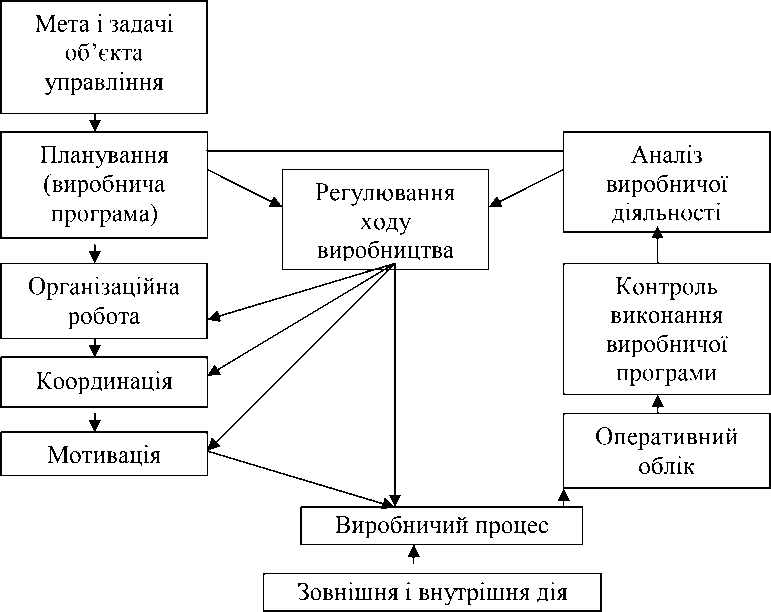 Мета і задачі
об’єкта
управління
Планування
(виробнича
програма)
Регулювання
ходу
виробництва
Аналіз
виробничої
діяльності
Організаційна
робота
Контроль
виконання
виробничої
програми
Координація
Мотивація
Оперативний
облік
Виробничий процес
Зовнішня і внутрішня дія